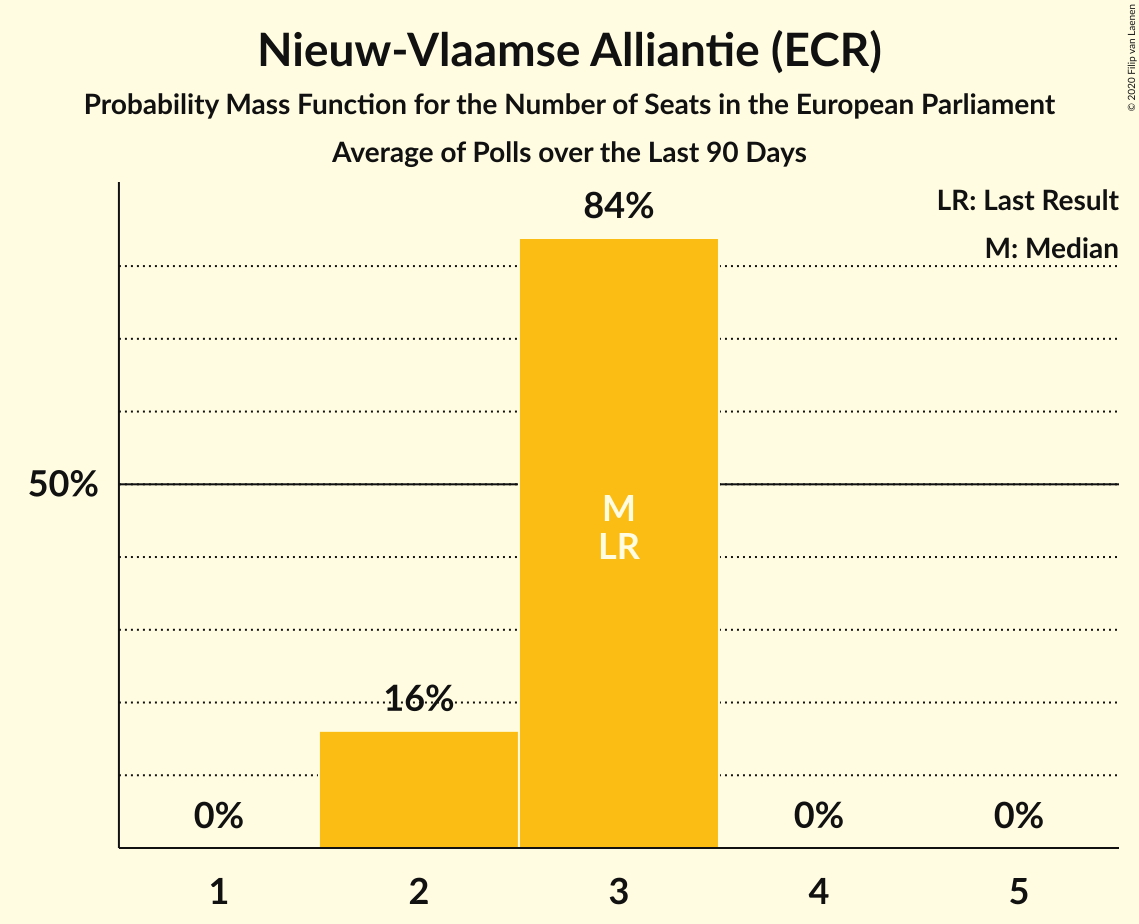 Nieuw-Vlaamse Alliantie (ECR)
Probability Mass Function for the Number of Seats in the European Parliament
Average of Polls over the Last 90 Days
© 2020 Filip van Laenen
LR: Last Result
M: Median
84%
50%
M
LR
16%
0%
0%
0%
1 2 3 4 5